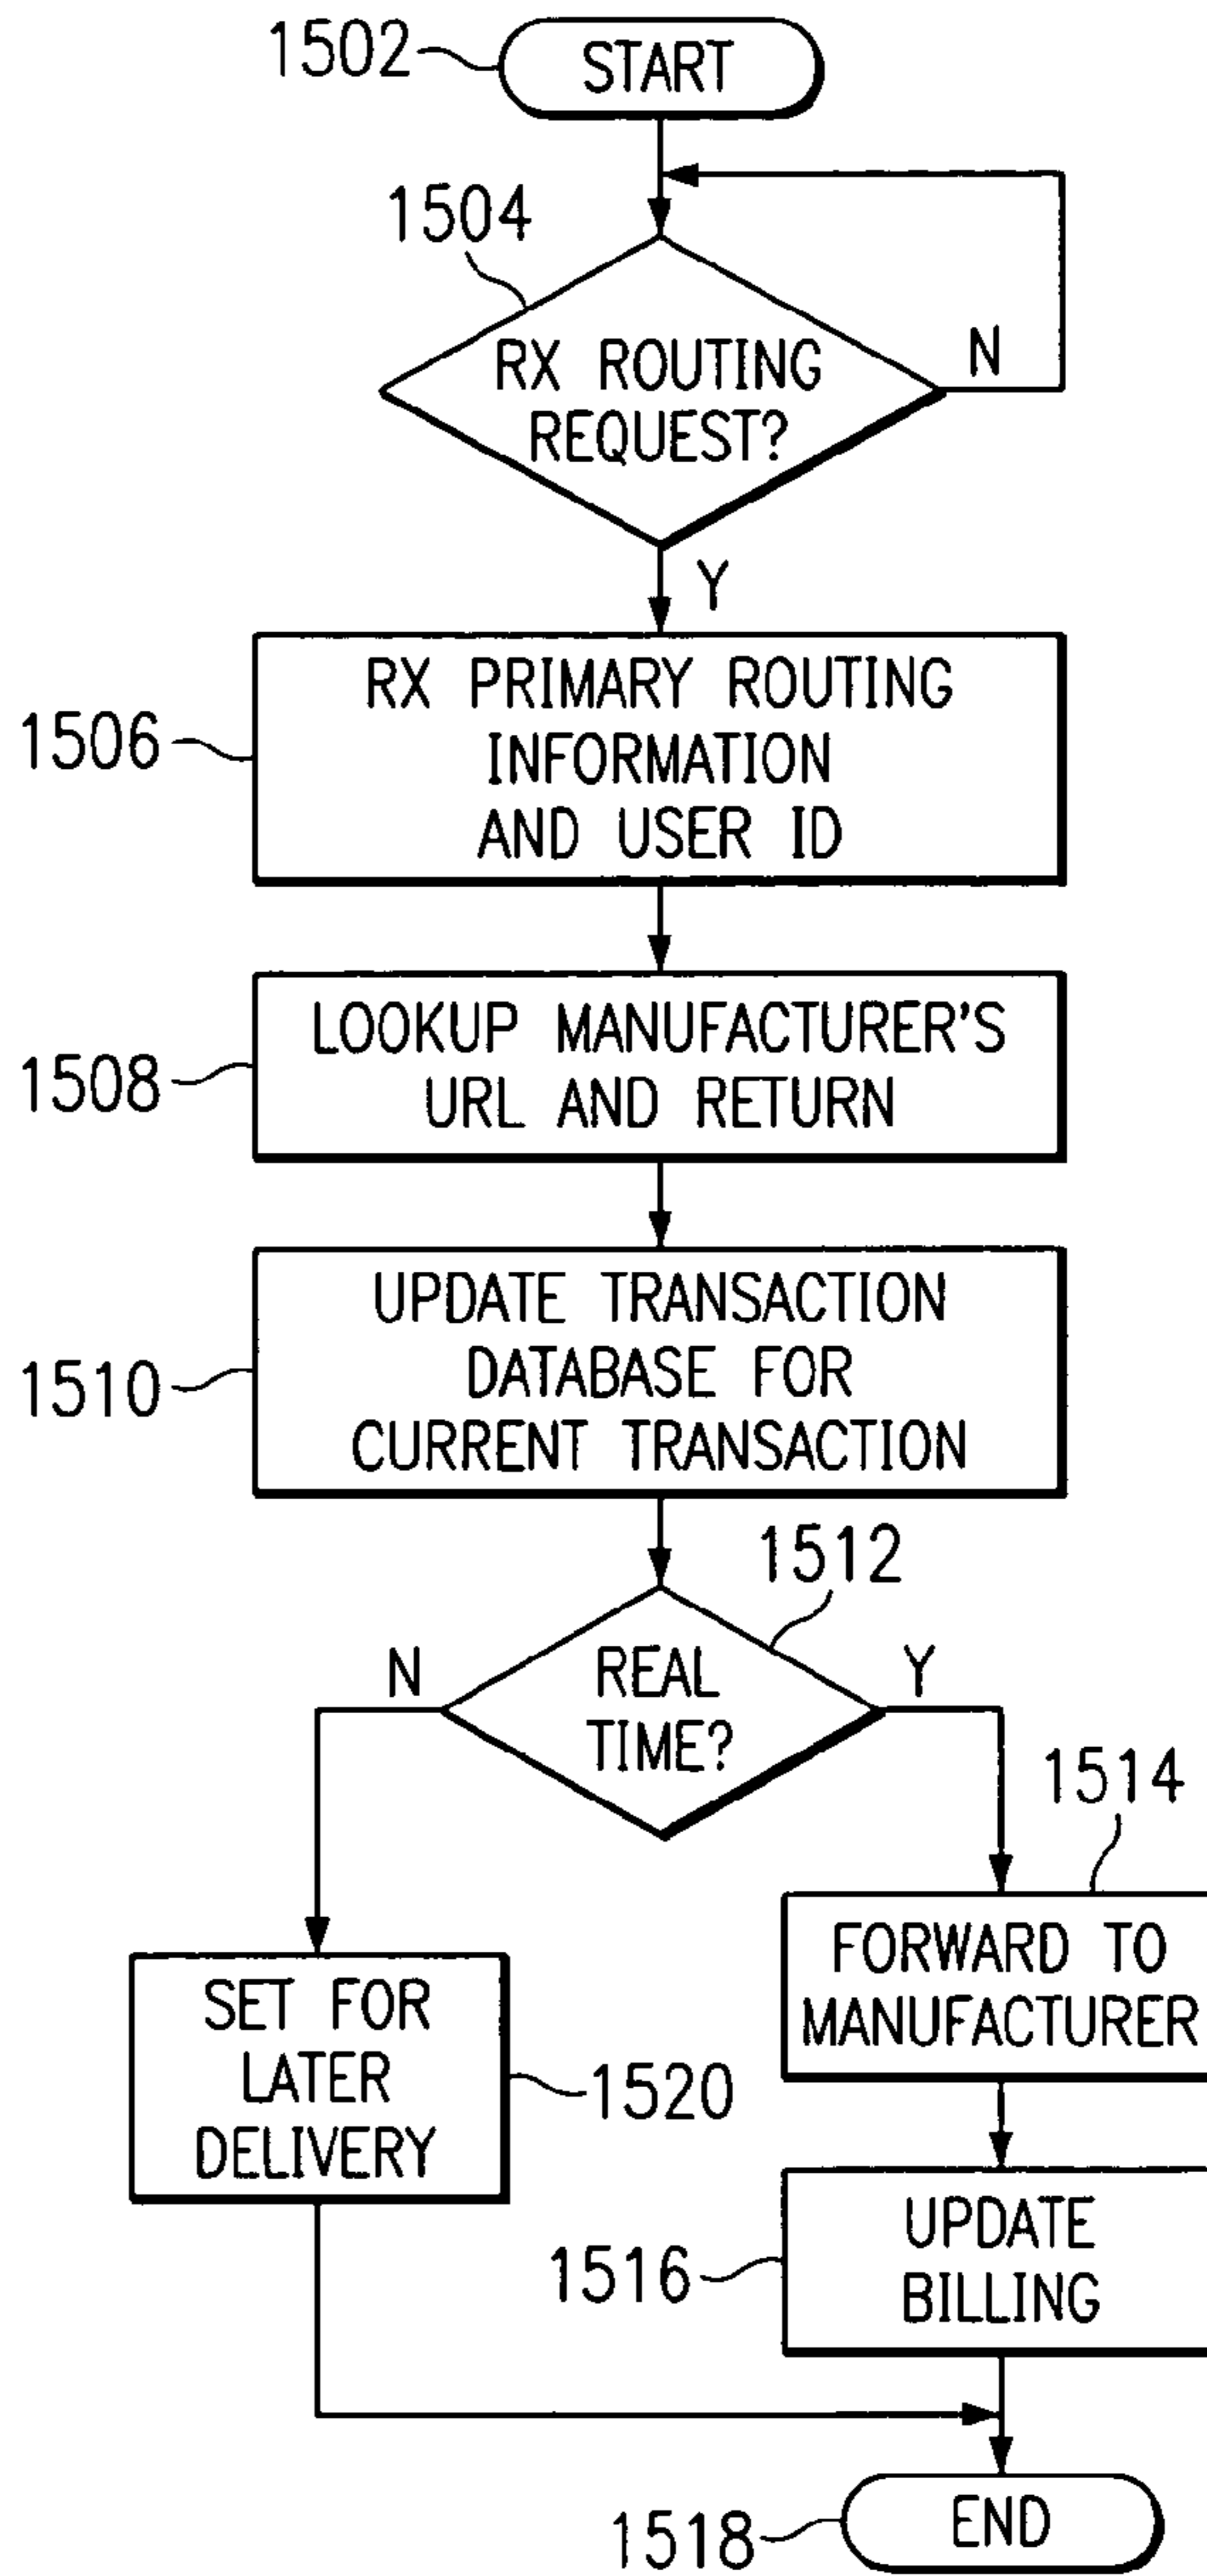 1502
START
1504
RX ROUTING
REQUEST?
N
Y
1506
RX PRIMARY ROUTING
INFORMATION
AND USER ID
1508
LOOKUP MANUFACTURER'S
URL AND RETURN
1510
UPDATE TRANSACTION
DATABASE FOR
CURRENT TRANSACTION
1512
N
REAL
TIME?
Y
1514
FORWARD TO
MANUFACTURER
SET FOR
LATER
DELIVERY
1520
1516
UPDATE
BILLING
1518
END